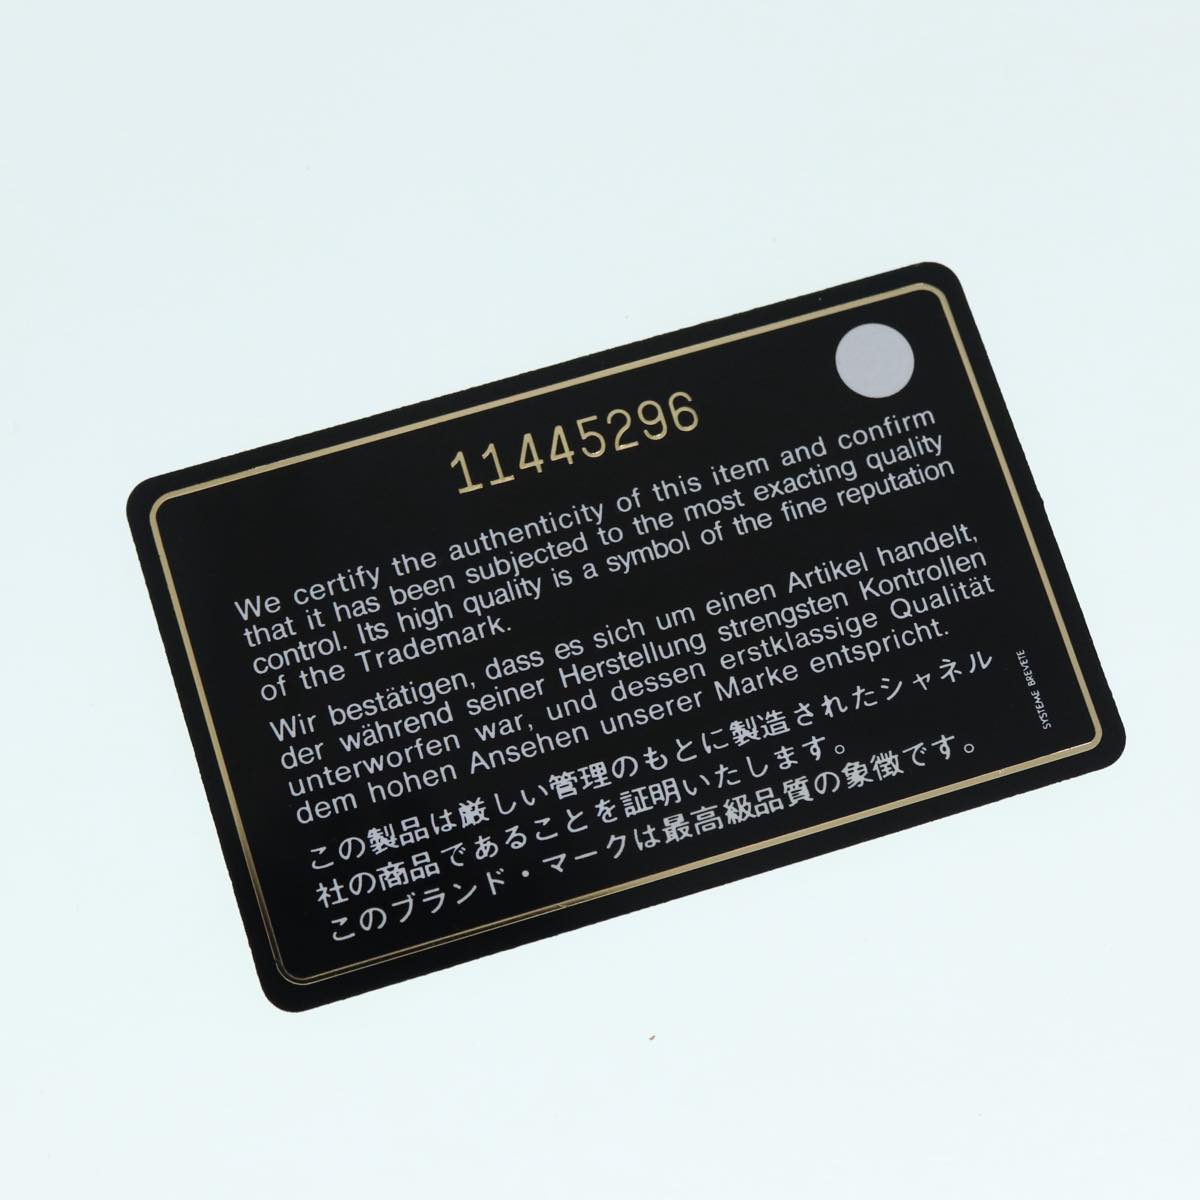 11445296
We certify the authenticity of this item and confirm
that it has been subjected to the most exacting quality
control. Its high quality is a symbol of the fine reputation
of the Trademark.
Wir bestätigen, dass es sich um einen Artikel handelt,
der während seiner Herstellung strengsten Kontrollen
unterworfen war, und dessen erstklassige Qualität
dem hohen Ansehen unserer Marke entspricht.
この製品は厳しい管理のもとに製造されたシャネル
社の商品であることを証明いたします。
このブランド・マークは最高級品質の象徴です。
SYSTEME BREVETE